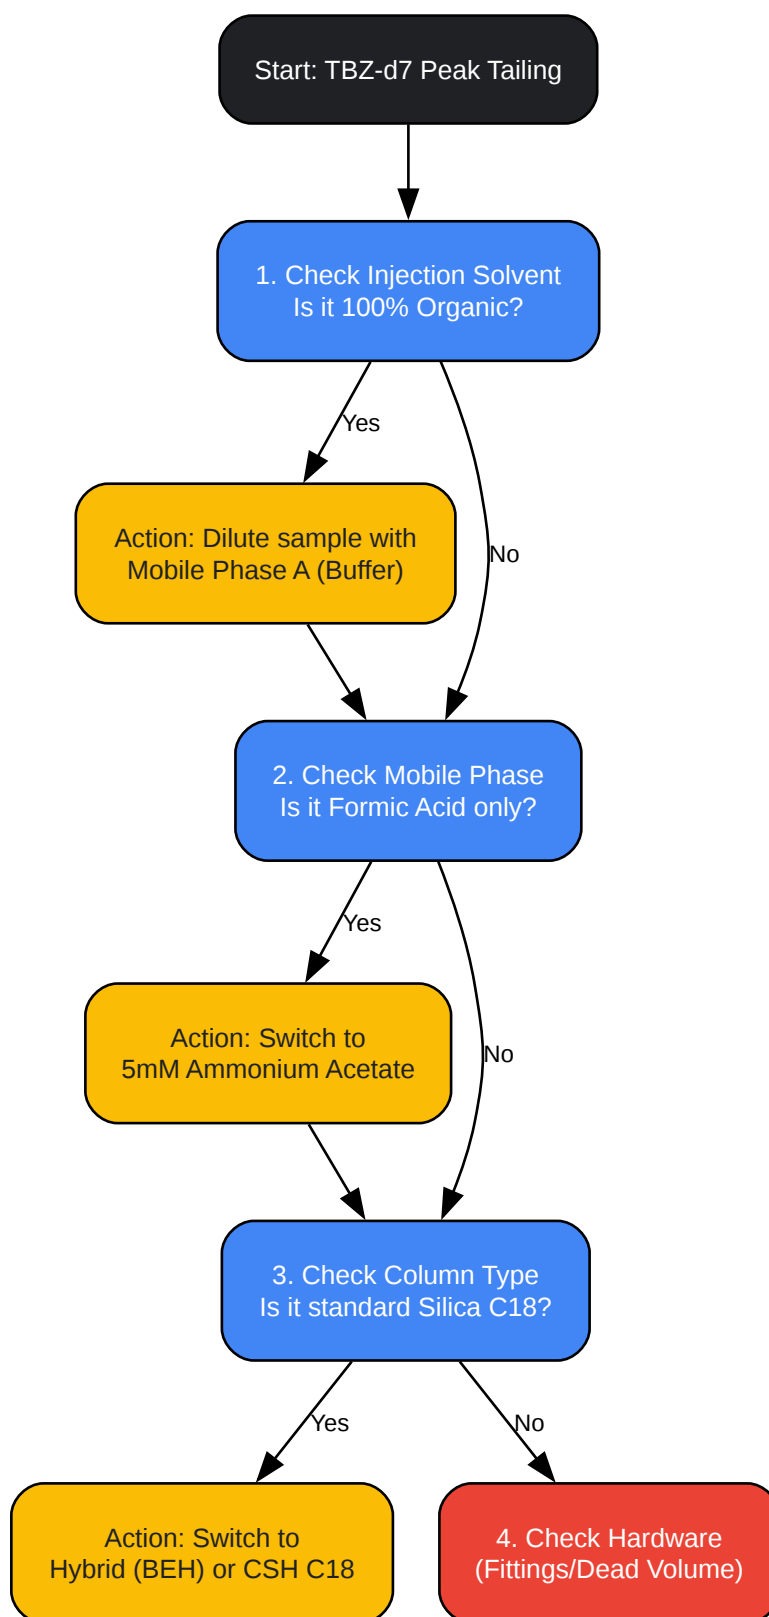 Start: TBZ-d7 Peak Tailing
1. Check Injection Solvent
Is it 100% Organic?
Yes
No
Action: Dilute sample with
Mobile Phase A (Buffer)
2. Check Mobile Phase
Is it Formic Acid only?
Yes
No
Action: Switch to
5mM Ammonium Acetate
3. Check Column Type
Is it standard Silica C18?
Yes
No
Action: Switch to
Hybrid (BEH) or CSH C18
4. Check Hardware
(Fittings/Dead Volume)